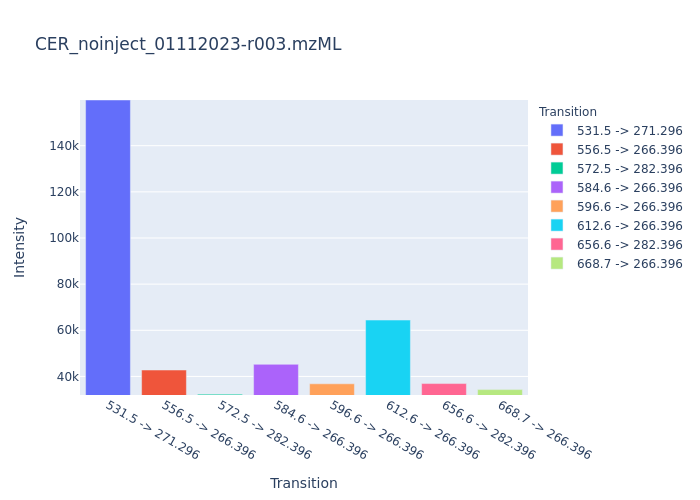 CER_noinject_01112023-r003.mzML
Intensity
140k
120k
100k
80k
60k
40k
531.5 -> 271.296
556.5 -> 266.396
572.5 -> 282.396
584.6 -> 266.396
596.6 -> 266.396
612.6 -> 266.396
656.6 -> 282.396
668.7 -> 266.396
Transition
Transition
531.5 -> 271.296
556.5 -> 266.396
572.5 -> 282.396
584.6 -> 266.396
596.6 -> 266.396
612.6 -> 266.396
656.6 -> 282.396
668.7 -> 266.396